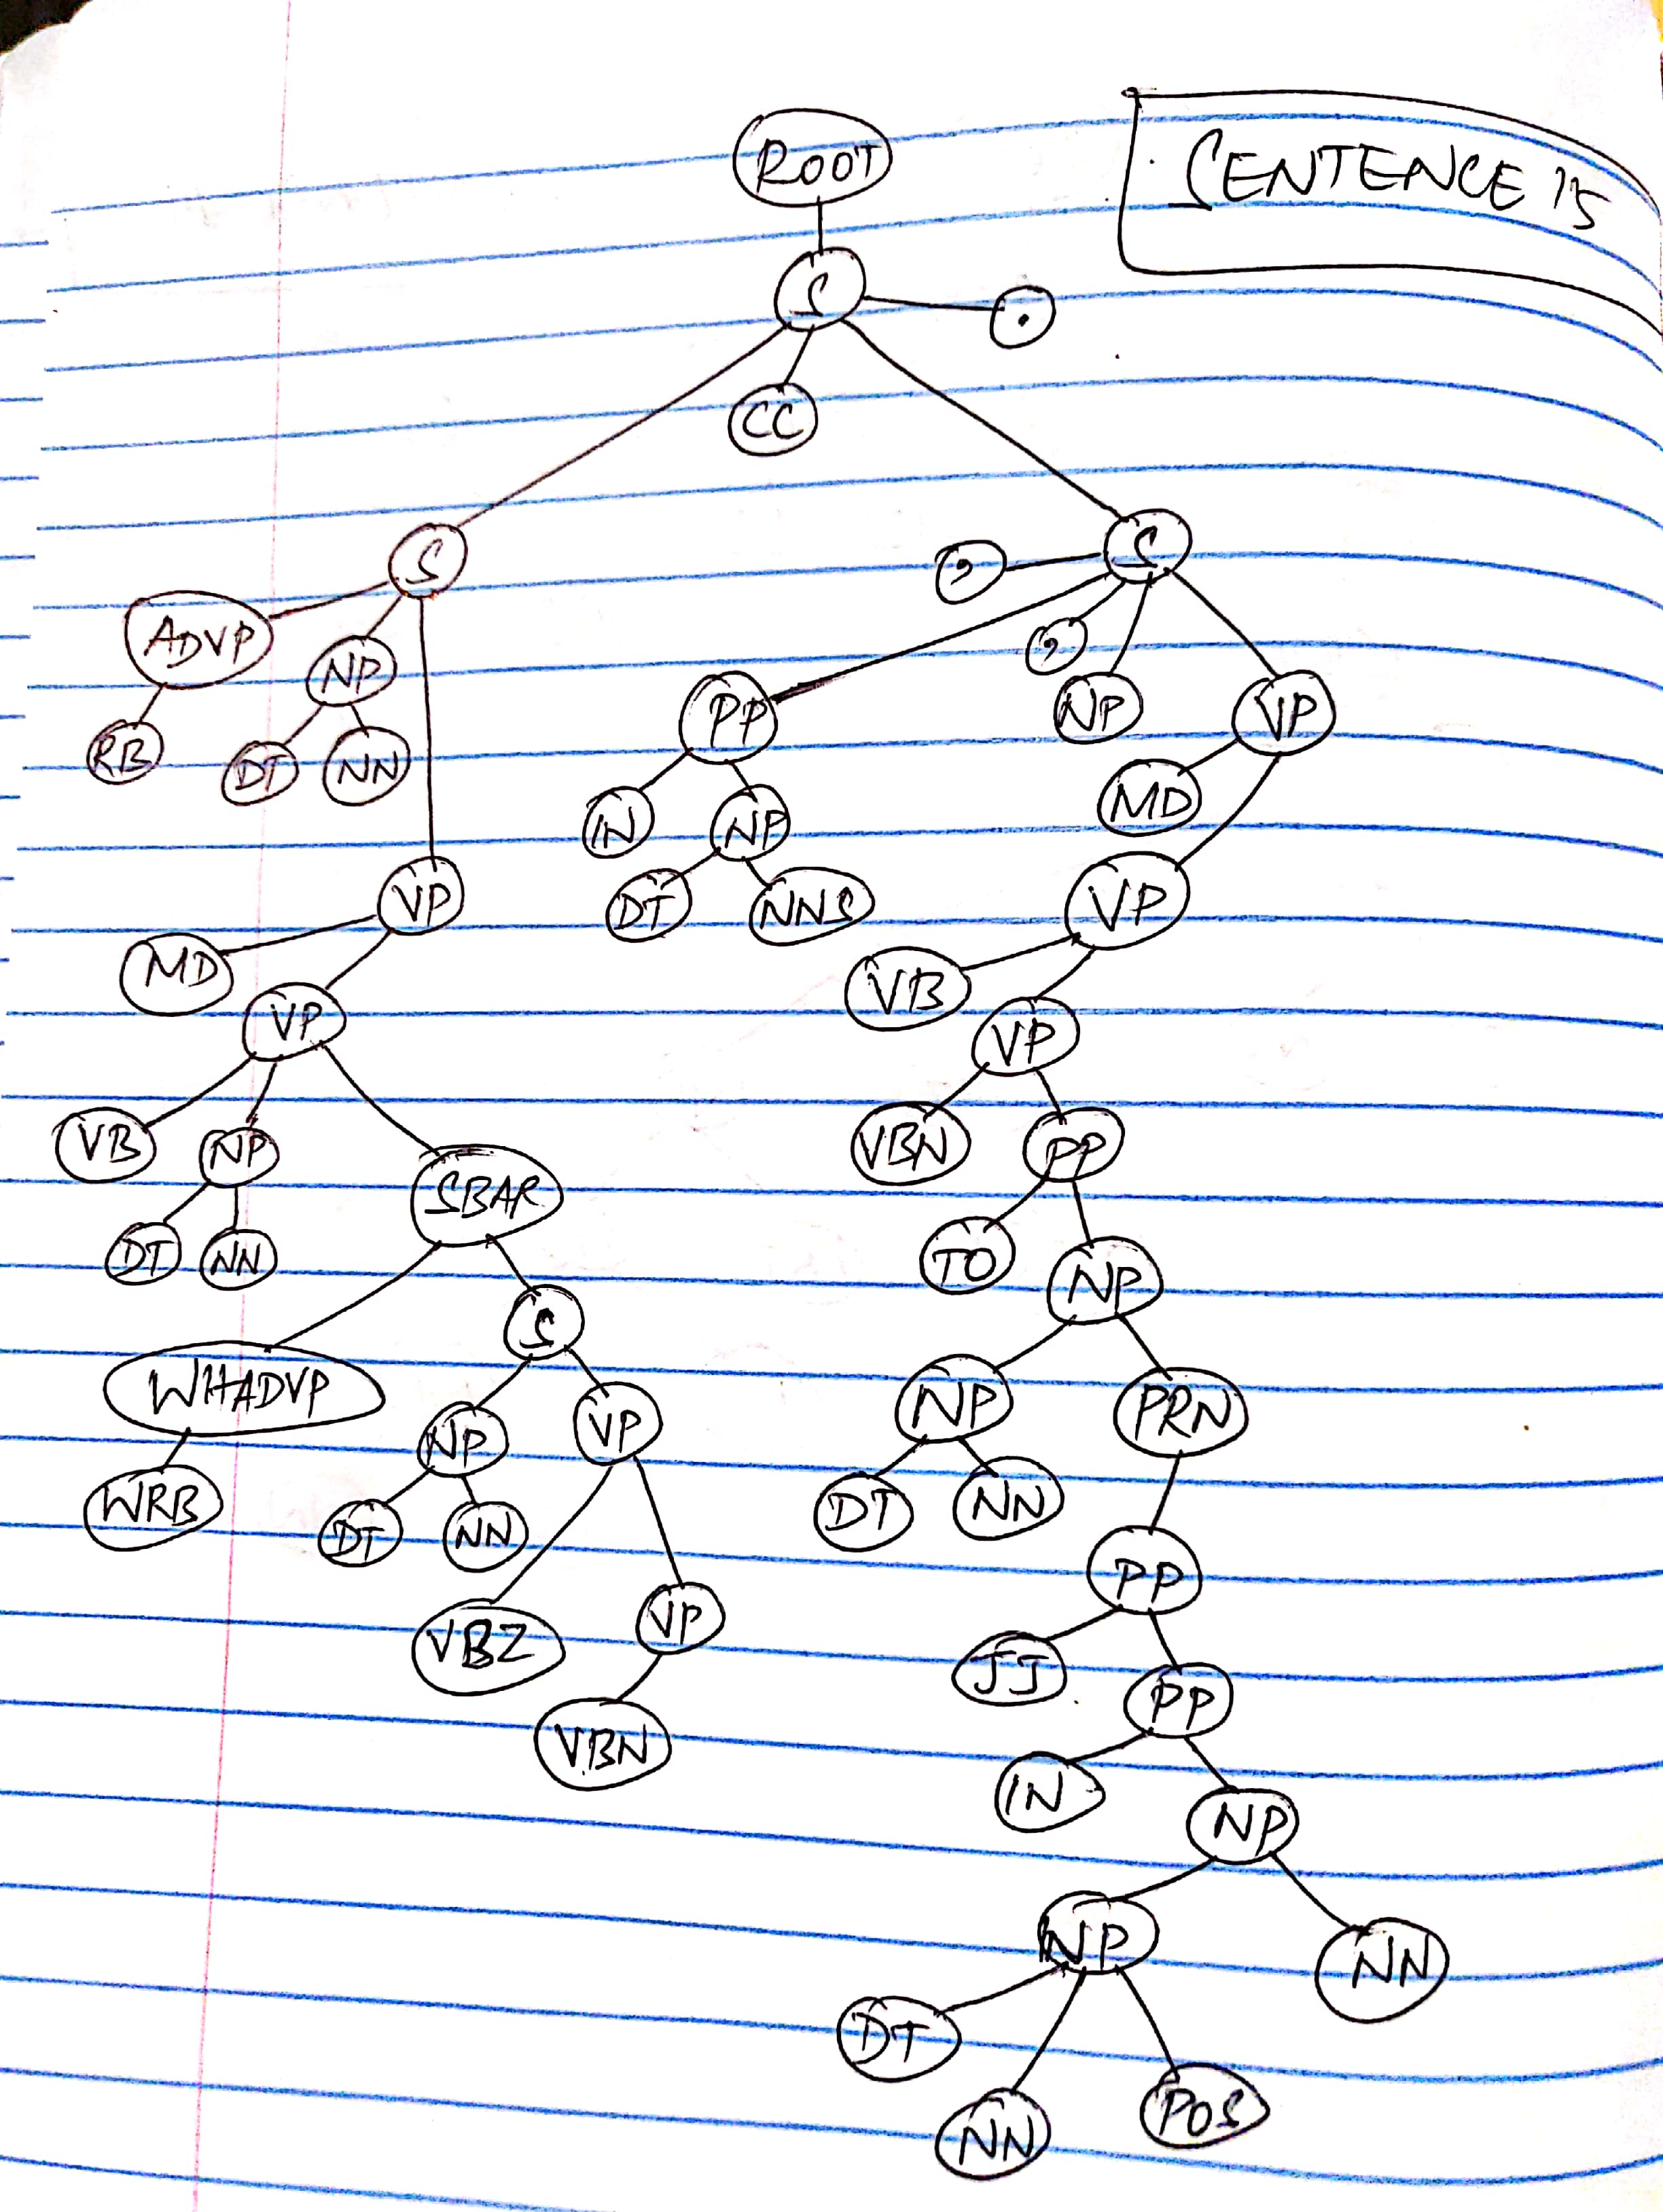 ROOT
SENTENCE 15
S
.
CC
S
,
S
ADVP
NP
,
RB
DT
NN
PP
NP
VP
IN
NP
MD
VP
DT
NNS
VP
MD
VP
VB
VP
VB
NP
SBAR
VBN
PP
DT
NN
TO
NP
WHADVP
S
NP
PRN
WRB
NP
VP
DT
NN
DT
NN
PP
VBZ
VP
JJ
PP
VBN
IN
NP
NP
NN
DT
NN
POS